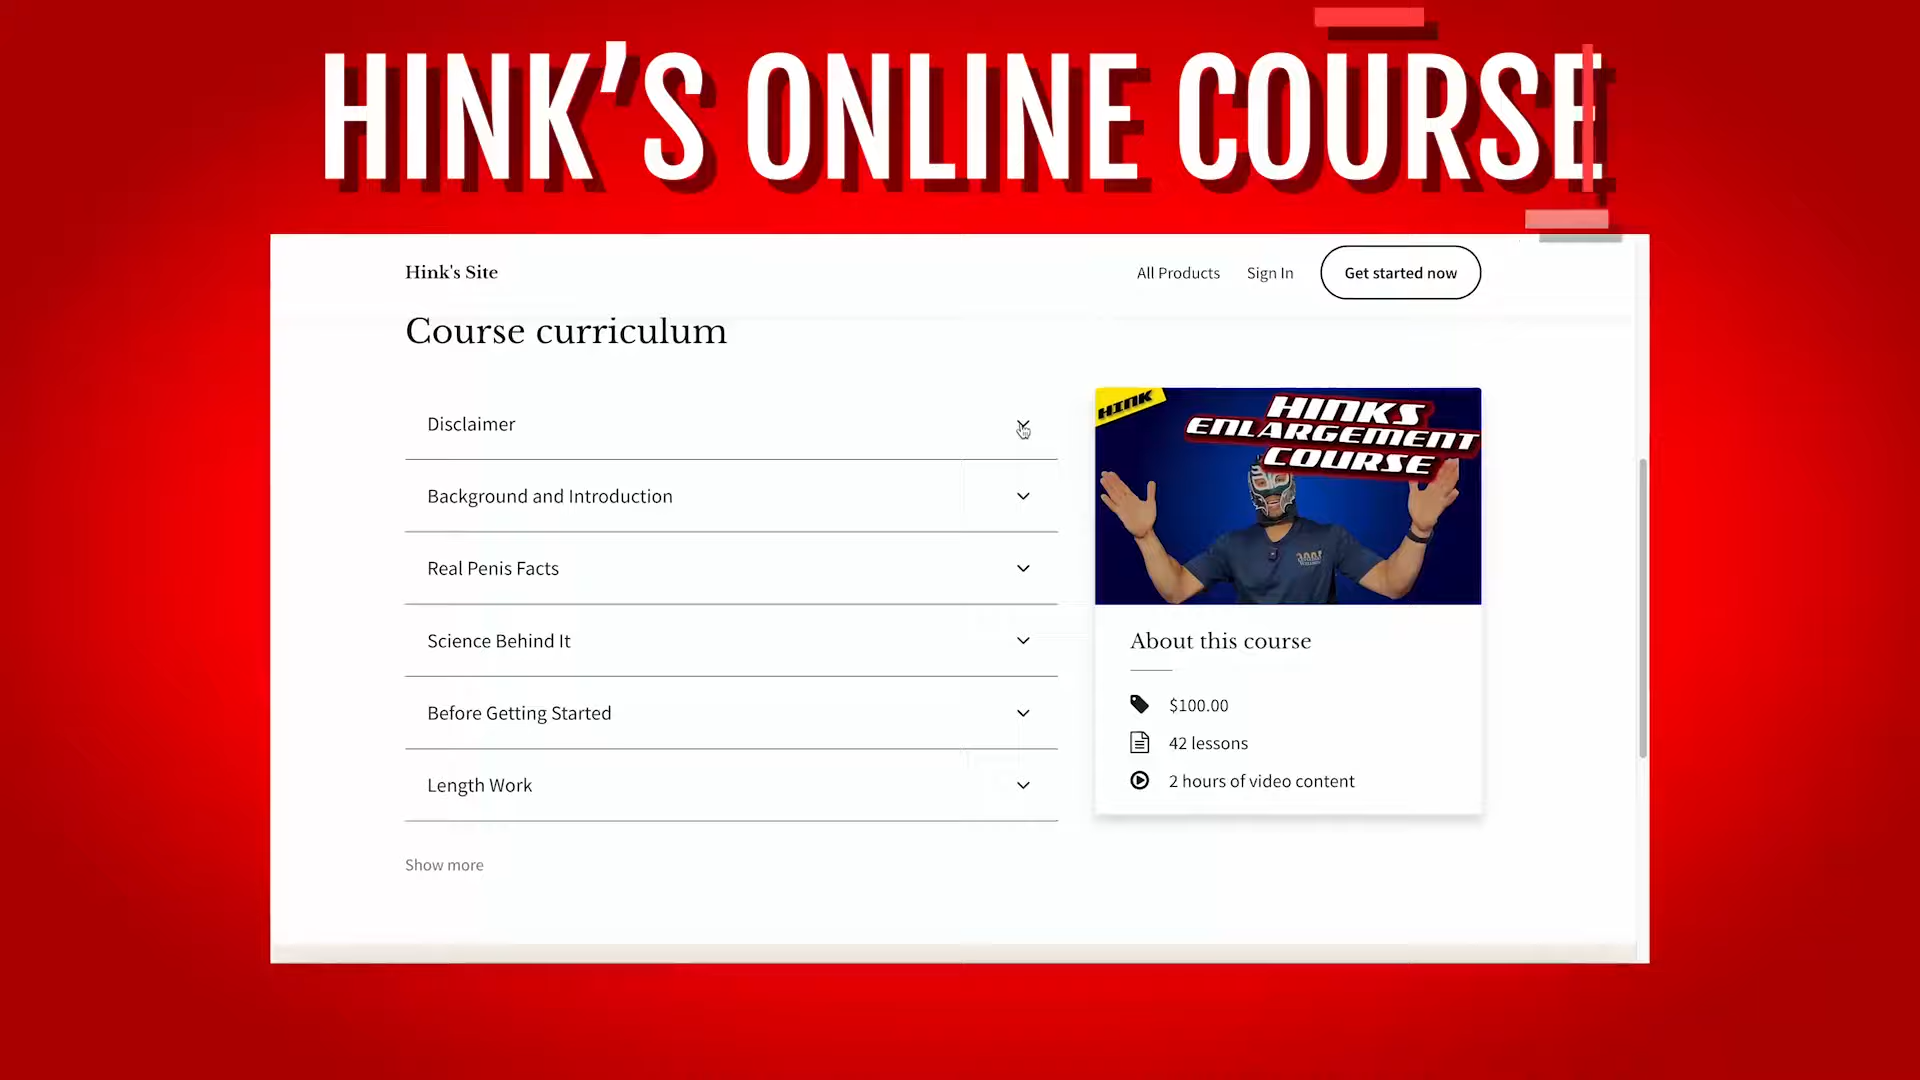 HINK'S ONLINE COURSE
Hink's Site
All Products
Sign In
Get started now
Course curriculum
Disclaimer
Background and Introduction
Real Penis Facts
Science Behind It
Before Getting Started
Length Work
Show more
HINK
HINKS
ENLARGEMENT
COURSE
About this course
$100.00
42 lessons
2 hours of video content